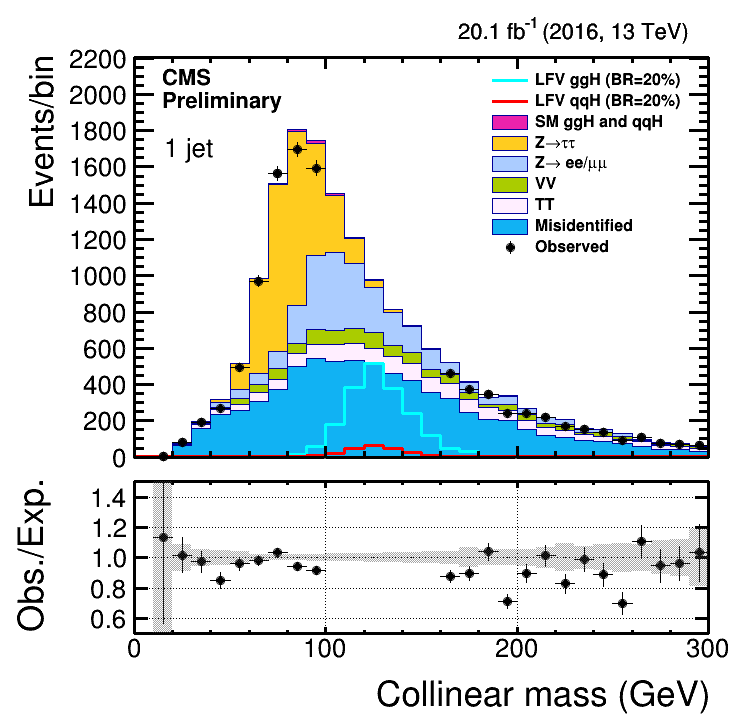 20.1 fb-1 (2016, 13 TeV)
Events/bin
2200
2000
1800
1600
1400
1200
1000
800
600
400
200
0
CMS
Preliminary
1 jet
LFV ggH (BR=20%)
LFV qqH (BR=20%)
SM ggH and qqH
Z→ττ
Z→ ee/μμ
VV
TT
Misidentified
Observed
Obs./Exp.
1.4
1.2
1.0
0.8
0.6
0 100 200 300
Collinear mass (GeV)